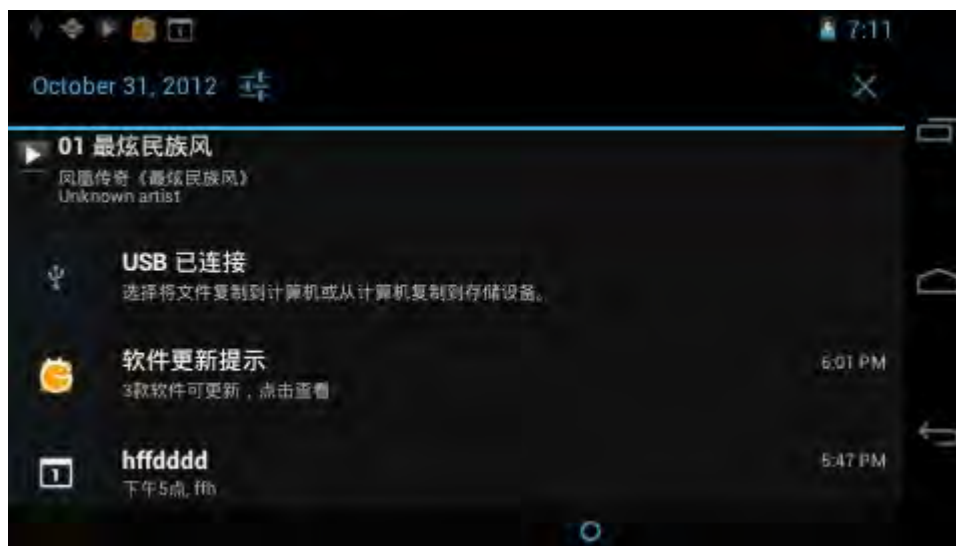 7:11
October 31, 2012
01 最炫民族风
凤凰传奇《最炫民族风》
Unknown artist
USB 已连接
选择将文件复制到计算机或从计算机复制到存储设备。
软件更新提示
6:01 PM
3款软件可更新，点击查看
hffdddd
5:47 PM
下午5点, ffh